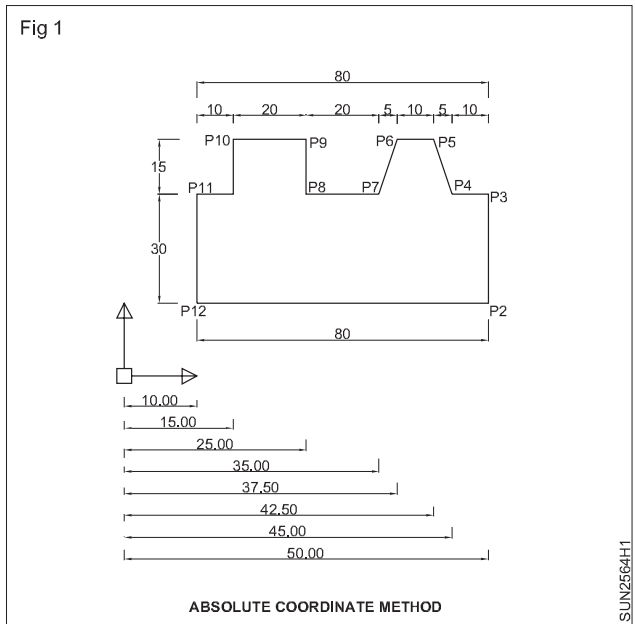 Fig 1
80
10 20 20 5 10 5 10
P10 P9 P6 P5
15
P11 P8 P7 P4 P3
30
P12 P2
80
10.00
15.00
25.00
35.00
37.50
42.50
45.00
50.00
ABSOLUTE COORDINATE METHOD
SUN2564H1